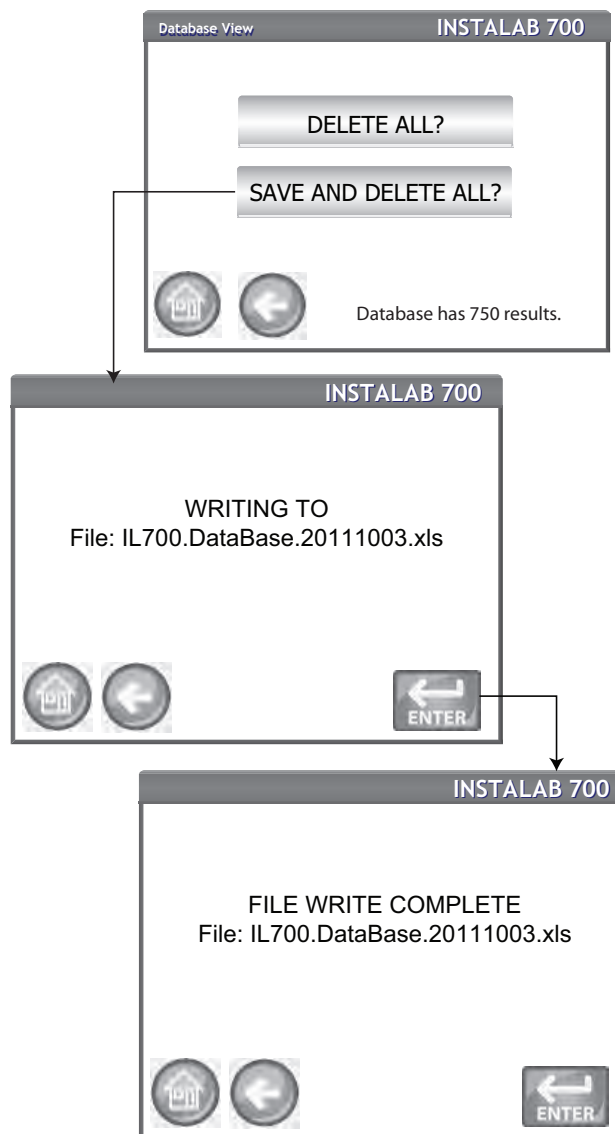 Database View INSTALAB 700
DELETE ALL?
SAVE AND DELETE ALL?
Database has 750 results.
INSTALAB 700
WRITING TO
File: IL700.DataBase.20111003.xls
ENTER
INSTALAB 700
FILE WRITE COMPLETE
File: IL700.DataBase.20111003.xls
ENTER